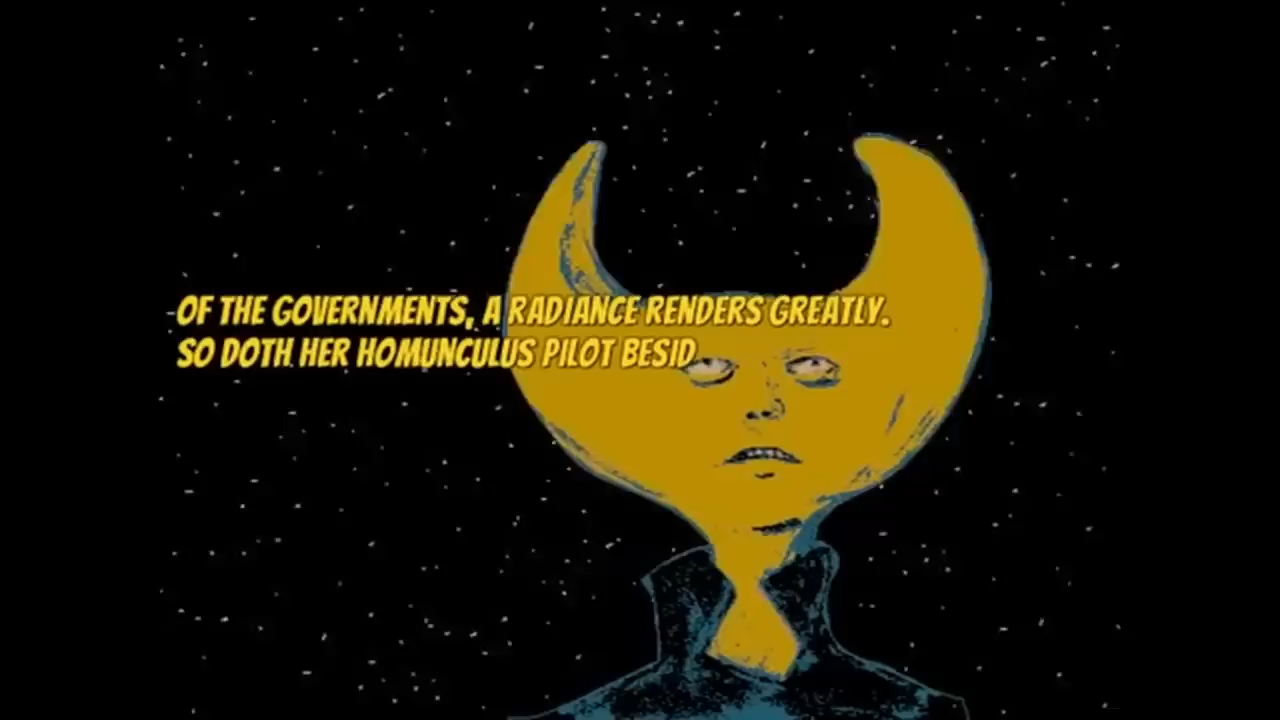 OF THE GOVERNMENTS, A RADIANCE RENDERS GREATLY.
SO DOTH HER HOMUNCULUS PILOT BESID